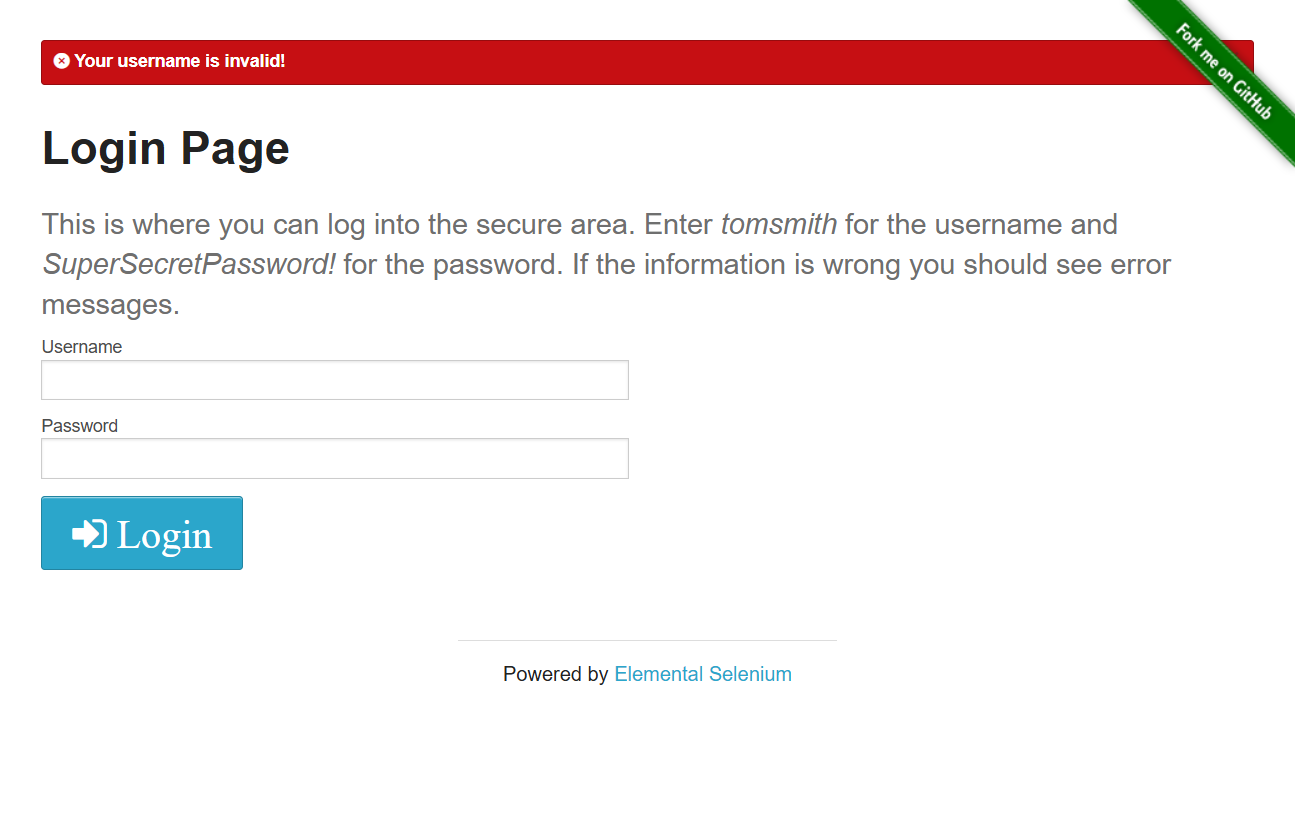 Your username is invalid!
Fork me on GitHub
Login Page
This is where you can log into the secure area. Enter tomsmith for the username and
SuperSecretPassword! for the password. If the information is wrong you should see error
messages.
Username
Password
Login
Powered by Elemental Selenium